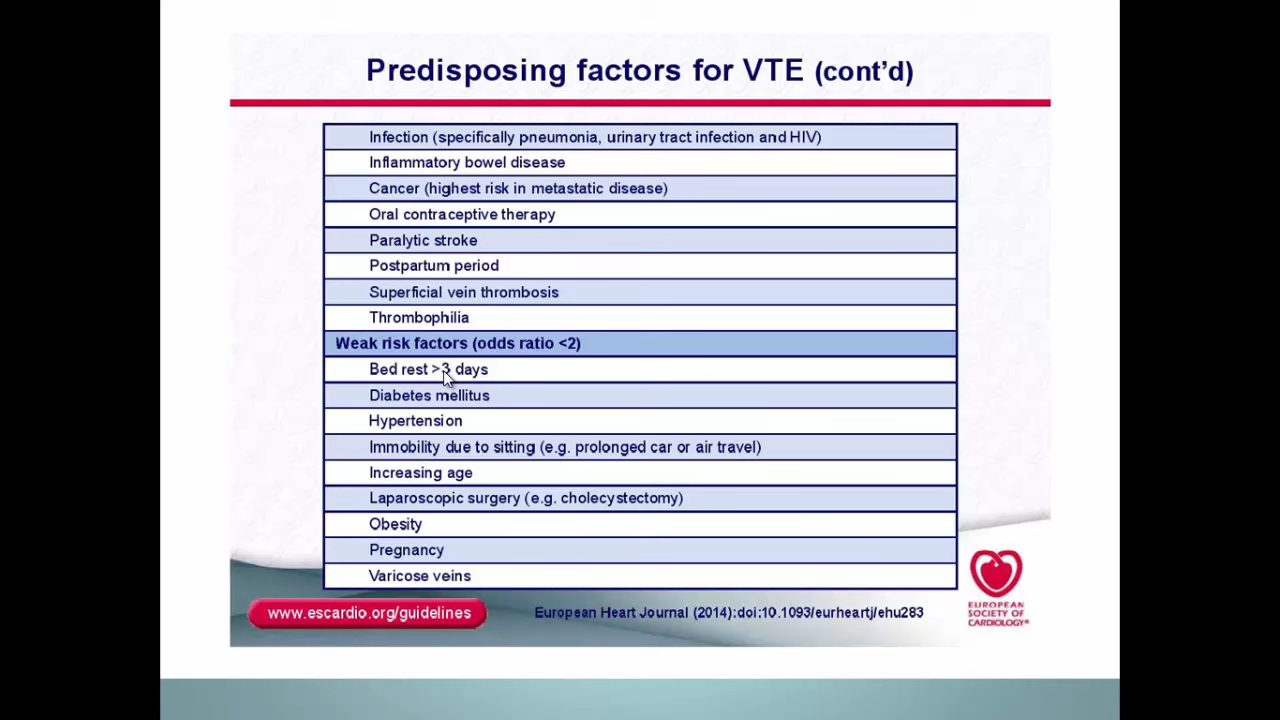 Predisposing factors for VTE (cont’d)
Infection (specifically pneumonia, urinary tract infection and HIV)
Inflammatory bowel disease
Cancer (highest risk in metastatic disease)
Oral contraceptive therapy
Paralytic stroke
Postpartum period
Superficial vein thrombosis
Thrombophilia
Weak risk factors (odds ratio <2)
Bed rest >3 days
Diabetes mellitus
Hypertension
Immobility due to sitting (e.g. prolonged car or air travel)
Increasing age
Laparoscopic surgery (e.g. cholecystectomy)
Obesity
Pregnancy
Varicose veins
www.escardio.org/guidelines
European Heart Journal (2014):doi:10.1093/eurheartj/ehu283
EUROPEAN
SOCIETY OF
CARDIOLOGY®